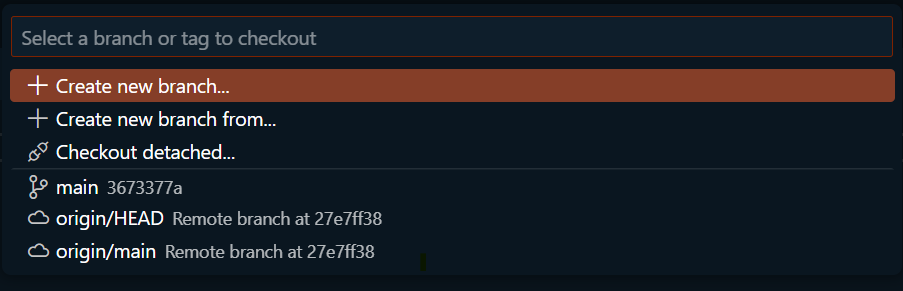 Select a branch or tag to checkout
Create new branch...
Create new branch from...
Checkout detached...
main 3673377a
origin/HEAD Remote branch at 27e7ff38
origin/main Remote branch at 27e7ff38